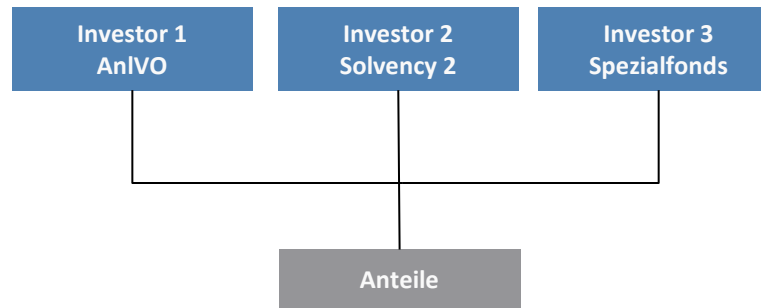 Investor 1
AnlVO
Investor 2
Solvency 2
Investor 3
Spezialfonds
Anteile